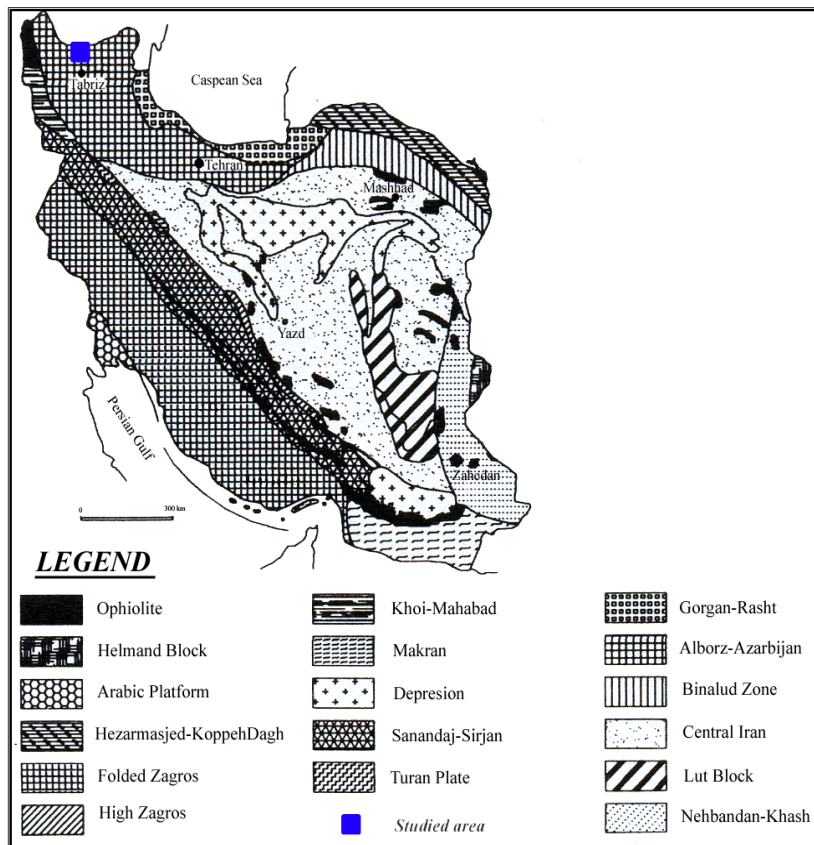 Caspean Sea
Tabriz
Tehran
Mashhad
Yazd
Persian Gulf
Zahedan
0 300 km
LEGEND
Ophiolite
Helmand Block
Arabic Platform
Hezarmasjed-KoppehDagh
Folded Zagros
High Zagros
Khoi-Mahabad
Makran
Depresion
Sanandaj-Sirjan
Turan Plate
Studied area
Gorgan-Rasht
Alborz-Azarbijan
Binalud Zone
Central Iran
Lut Block
Nehbandan-Khash